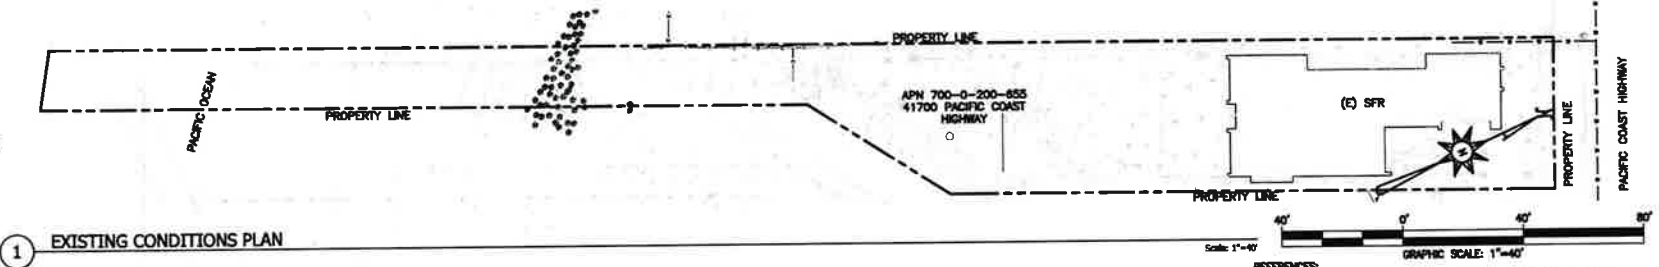 PROPERTY LINE
PACIFIC OCEAN
PROPERTY LINE
APN 700-0-200-655
41700 PACIFIC COAST
HIGHWAY
(E) SFR
N
PROPERTY LINE
PACIFIC COAST HIGHWAY
PROPERTY LINE
1
EXISTING CONDITIONS PLAN
Scale: 1"=40'
40'
0'
40'
80'
GRAPHIC SCALE: 1"=40'
REFERENCES: